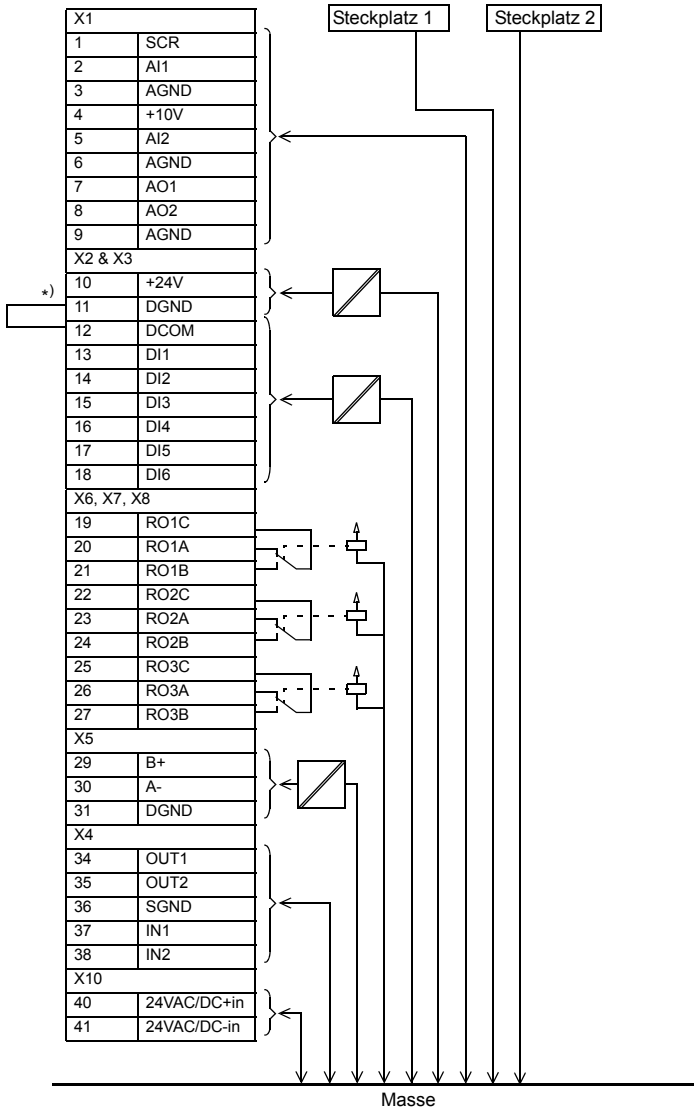 Steckplatz 1 Steckplatz 2
X1
1 SCR
2 AI1
3 AGND
4 +10V
5 AI2
6 AGND
7 AO1
8 AO2
9 AGND
X2 & X3
10 +24V
*)
11 DGND
12 DCOM
13 DI1
14 DI2
15 DI3
16 DI4
17 DI5
18 DI6
X6, X7, X8
19 RO1C
20 RO1A
21 RO1B
22 RO2C
23 RO2A
24 RO2B
25 RO3C
26 RO3A
27 RO3B
X5
29 B+
30 A-
31 DGND
X4
34 OUT1
35 OUT2
36 SGND
37 IN1
38 IN2
X10
40 24VAC/DC+in
41 24VAC/DC-in
Masse